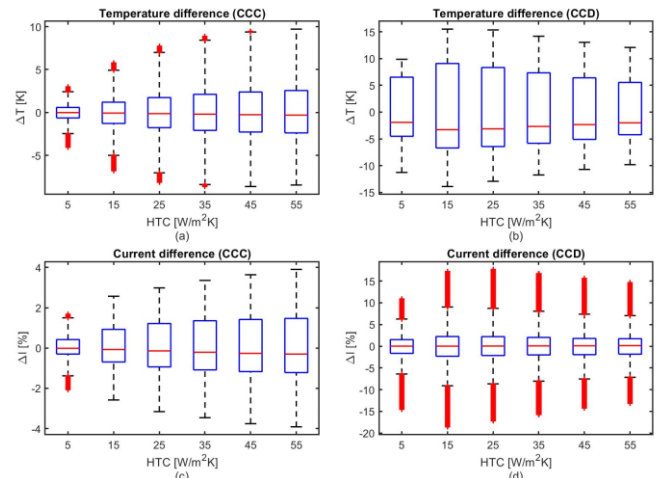 Temperature difference (CCC)
10
5
0
-5
ΔT [K]
5 15 25 35 45 55
HTC [W/m²K]
(a)
Temperature difference (CCD)
15
10
5
0
-5
-10
-15
ΔT [K]
5 15 25 35 45 55
HTC [W/m²K]
(b)
Current difference (CCC)
4
2
0
-2
-4
ΔI [%]
5 15 25 35 45 55
HTC [W/m²K]
(c)
Current difference (CCD)
15
10
5
0
-5
-10
-15
-20
ΔI [%]
5 15 25 35 45 55
HTC [W/m²K]
(d)